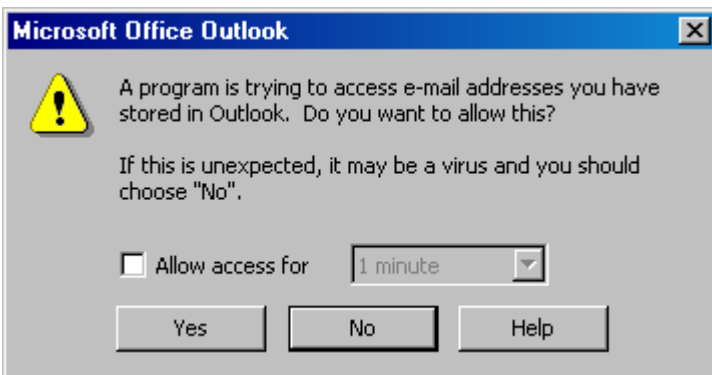 Microsoft Office Outlook
A program is trying to access e-mail addresses you have
stored in Outlook.  Do you want to allow this?
If this is unexpected, it may be a virus and you should
choose "No".
Allow access for 1 minute
Yes No Help